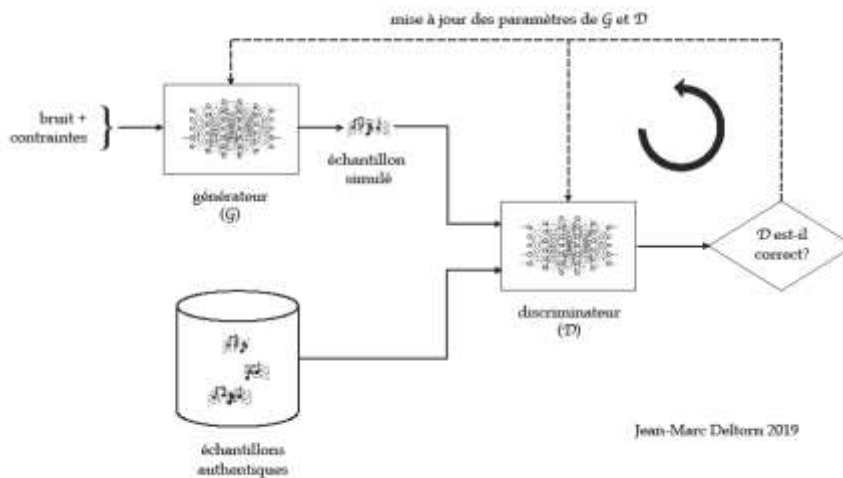 mise à jour des paramètres de G et D
bruit +
contraintes
échantillon
simulé
générateur
(G)
D est-il
correct?
discriminateur
(D)
échantillons
authentiques
Jean-Marc Deltorn 2019